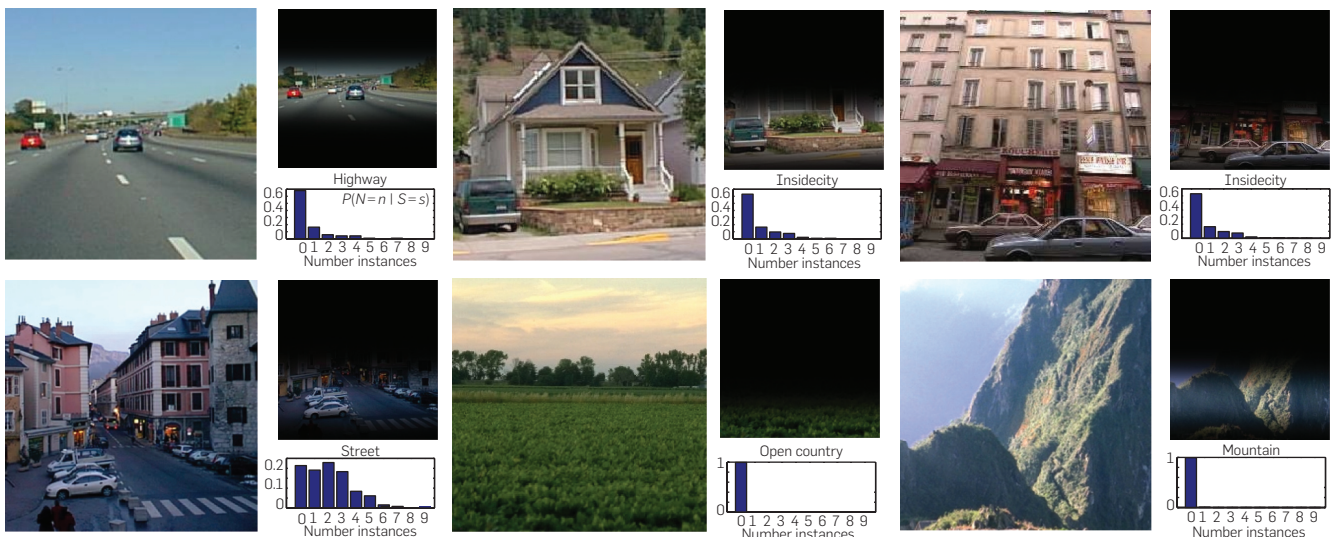 BOUCHERIE
Highway
0.6
P(N=n | S=s)
0.4
0.2
0
0 1 2 3 4 5 6 7 8 9
Number instances
Insidecity
0.6
0.4
0.2
0
0 1 2 3 4 5 6 7 8 9
Number instances
Insidecity
0.6
0.4
0.2
0
0 1 2 3 4 5 6 7 8 9
Number instances
Street
0.2
0.1
0
0 1 2 3 4 5 6 7 8 9
Number instances
Open country
1
0
0 1 2 3 4 5 6 7 8 9
Number instances
Mountain
1
0
0 1 2 3 4 5 6 7 8 9
Number instances